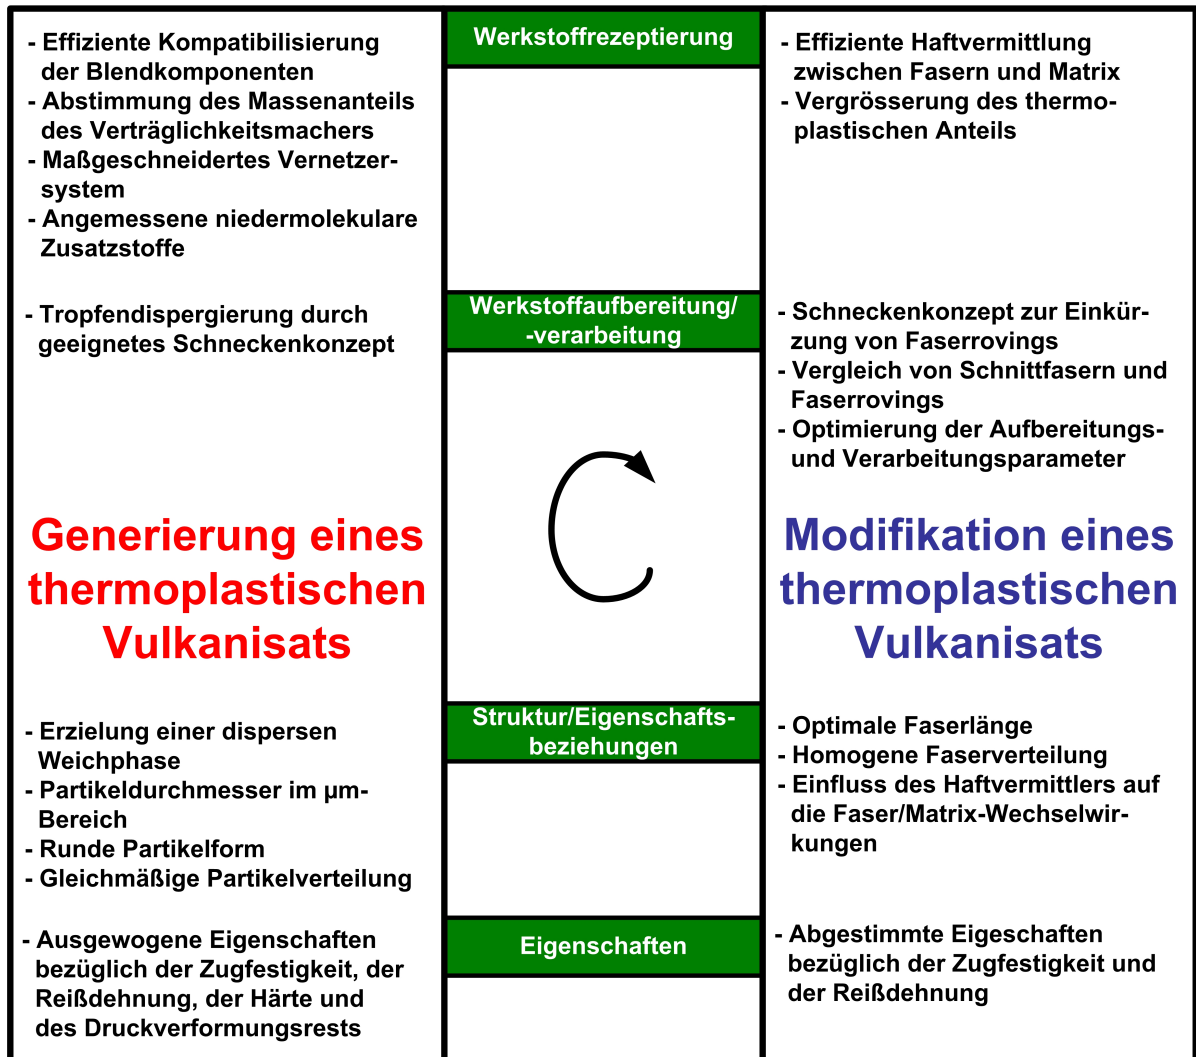 - Effiziente Kompatibilisierung
der Blendkomponenten
- Abstimmung des Massenanteils
des Verträglichkeitsmachers
- Maßgeschneidertes Vernetzer-
system
- Angemessene niedermolekulare
Zusatzstoffe
Werkstoffrezeptierung
- Effiziente Haftvermittlung
zwischen Fasern und Matrix
- Vergrösserung des thermo-
plastischen Anteils
- Tropfendispergierung durch
geeignetes Schneckenkonzept
Werkstoffaufbereitung/
-verarbeitung
- Schneckenkonzept zur Einkür-
zung von Faserrovings
- Vergleich von Schnittfasern und
Faserrovings
- Optimierung der Aufbereitungs-
und Verarbeitungsparameter
Generierung eines
thermoplastischen
Vulkanisats
Modifikation eines
thermoplastischen
Vulkanisats
- Erzielung einer dispersen
Weichphase
- Partikeldurchmesser im µm-
Bereich
- Runde Partikelform
- Gleichmäßige Partikelverteilung
Struktur/Eigenschafts-
beziehungen
- Optimale Faserlänge
- Homogene Faserverteilung
- Einfluss des Haftvermittlers auf
die Faser/Matrix-Wechselwir-
kungen
- Ausgewogene Eigenschaften
bezüglich der Zugfestigkeit, der
Reißdehnung, der Härte und
des Druckverformungsrests
Eigenschaften
- Abgestimmte Eigeschaften
bezüglich der Zugfestigkeit und
der Reißdehnung